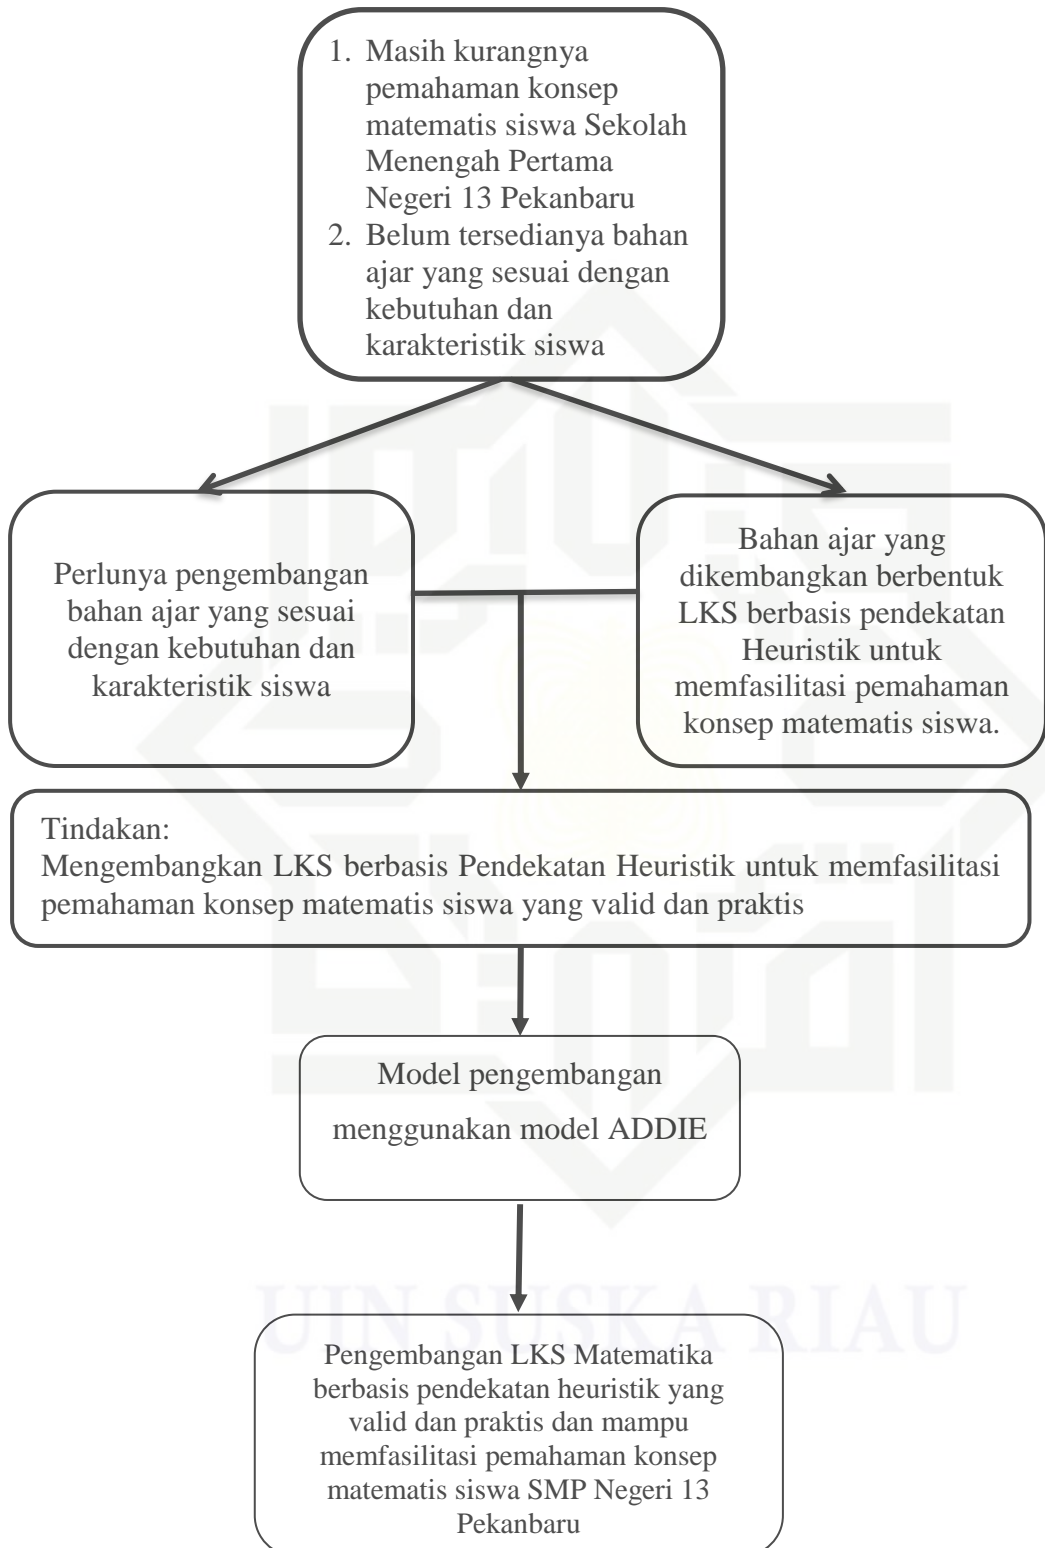 1. Masih kurangnya
pemahaman konsep
matematis siswa Sekolah
Menengah Pertama
Negeri 13 Pekanbaru
2. Belum tersedianya bahan
ajar yang sesuai dengan
kebutuhan dan
karakteristik siswa
Perlunya pengembangan
bahan ajar yang sesuai
dengan kebutuhan dan
karakteristik siswa
Bahan ajar yang
dikembangkan berbentuk
LKS berbasis pendekatan
Heuristik untuk
memfasilitasi pemahaman
konsep matematis siswa.
Tindakan:
Mengembangkan LKS berbasis Pendekatan Heuristik untuk memfasilitasi
pemahaman konsep matematis siswa yang valid dan praktis
Model pengembangan
menggunakan model ADDIE
UIN SUSKA RIAU
Pengembangan LKS Matematika
berbasis pendekatan heuristik yang
valid dan praktis dan mampu
memfasilitasi pemahaman konsep
matematis siswa SMP Negeri 13
Pekanbaru